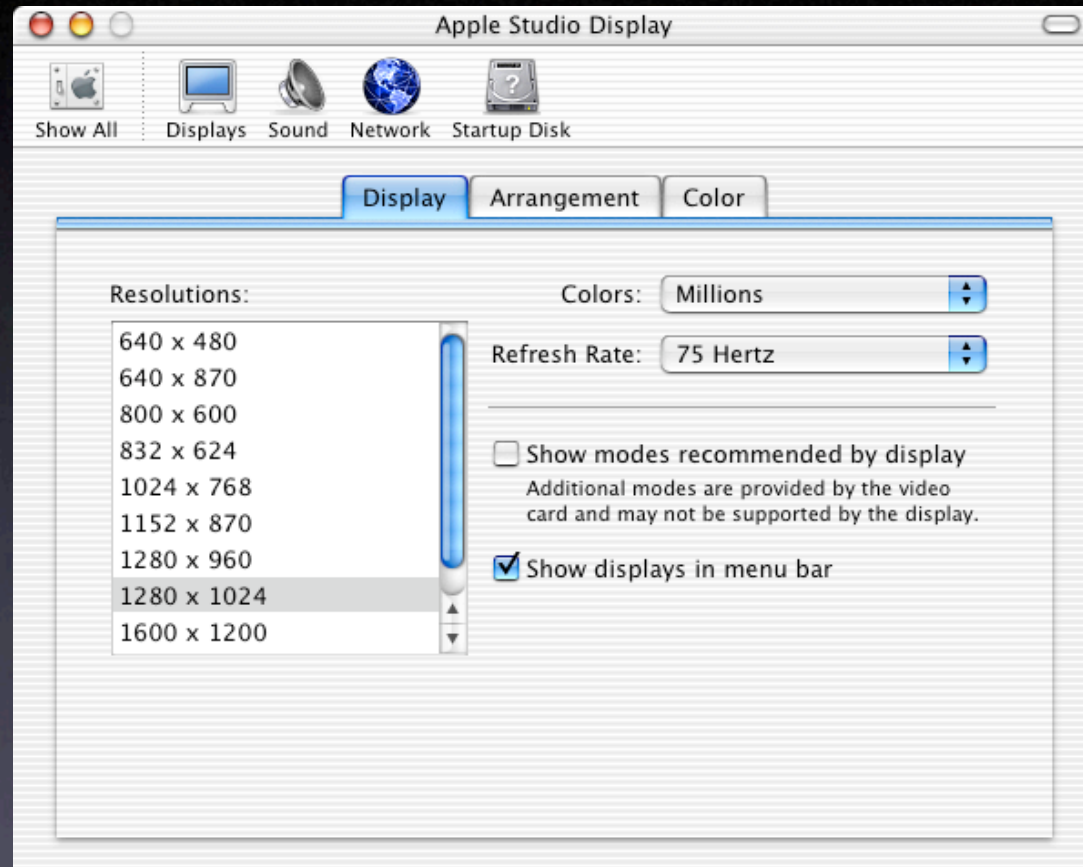 Apple Studio Display
Show All
Displays
Sound
Network
Startup Disk
Display
Arrangement
Color
Resolutions:
640 x 480
640 x 870
800 x 600
832 x 624
1024 x 768
1152 x 870
1280 x 960
1280 x 1024
1600 x 1200
Colors: Millions
Refresh Rate: 75 Hertz
Show modes recommended by display
Additional modes are provided by the video
card and may not be supported by the display.
Show displays in menu bar